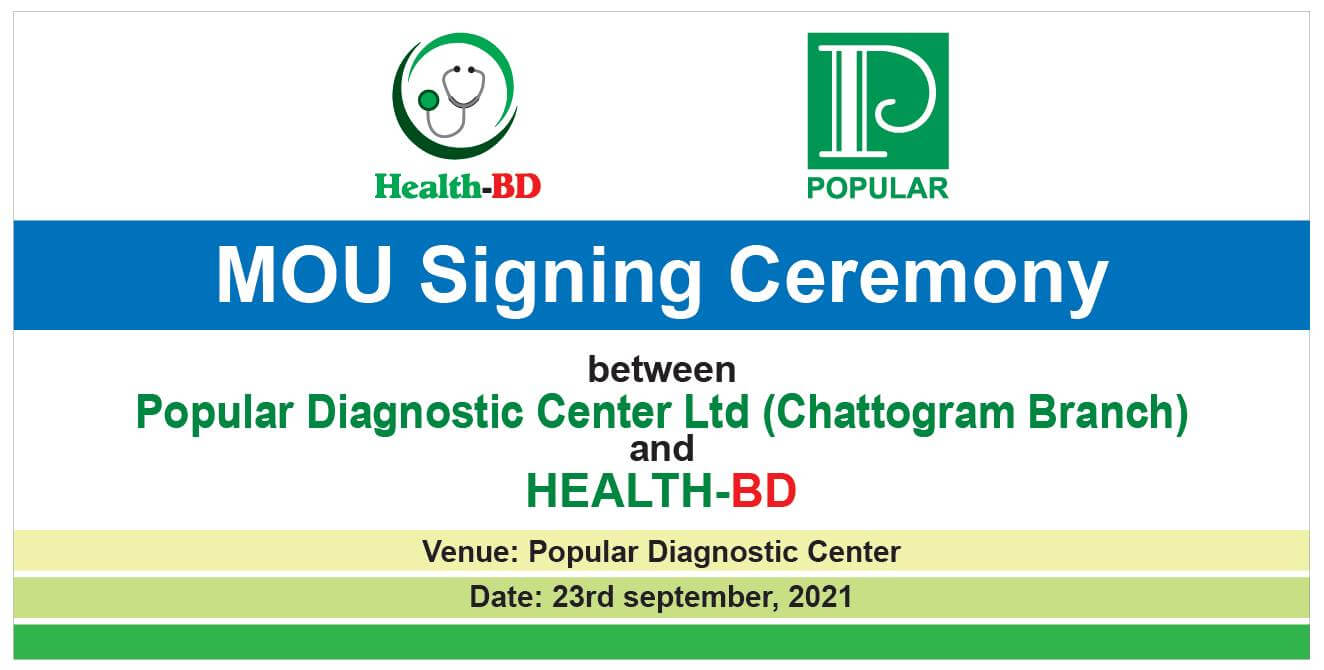 Health-BD
POPULAR
MOU Signing Ceremony
between
Popular Diagnostic Center Ltd (Chattogram Branch)
and
HEALTH-BD
Venue: Popular Diagnostic Center
Date: 23rd september, 2021